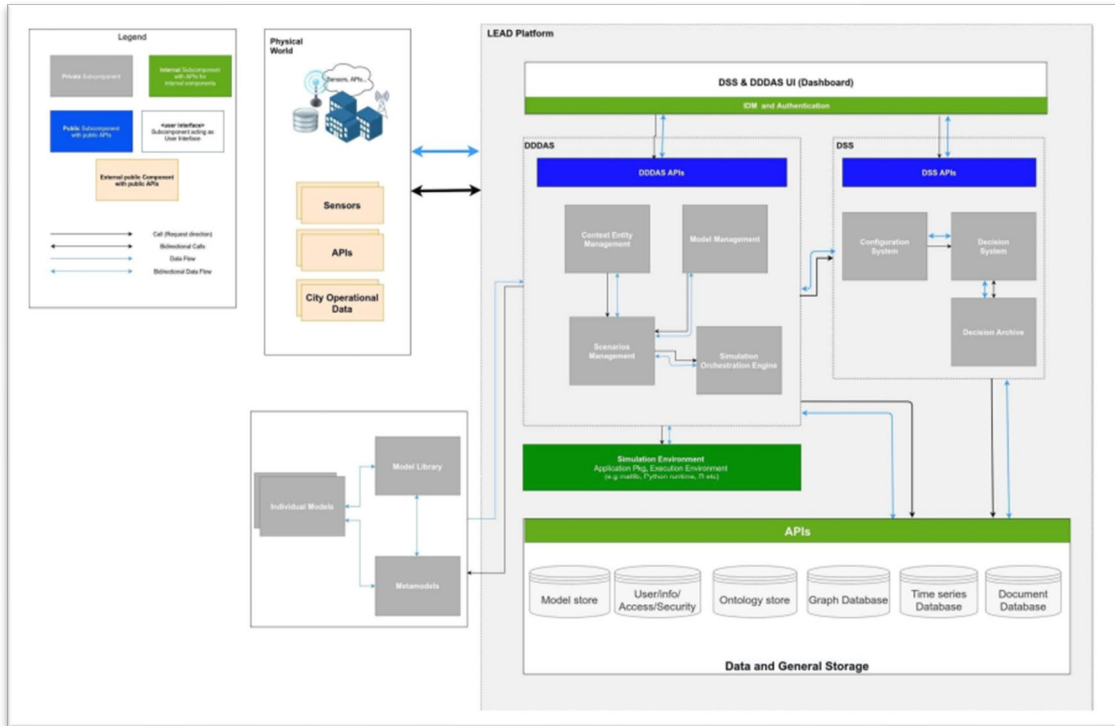 Legend
Private Subcomponent
Internal Subcomponent
with APIs for
internal components
Public Subcomponent
with public APIs
<user Interface>
Subcomponent acting as
User Interface
External public Component
with public APIs
Call (Request direction)
Bidirectional Calls
Data Flow
Bidirectional Data Flow
Physical
World
Sensors, APIs...
Sensors
APIs
City Operational
Data
Individual Models
Model Library
Metamodels
LEAD Platform
DSS & DDDAS UI (Dashboard)
IDM and Authentication
DDDAS
DDDAS APIs
Context Entity
Management
Model Management
Scenarios
Management
Simulation
Orchestration Engine
DSS
DSS APIs
Configuration
System
Decision
System
Decision Archive
Simulation Environment
Application Pkg, Execution Environment
(e.g matlib, Python runtime, R etc)
APIs
Model store
User/info/
Access/Security
Ontology store
Graph Database
Time series
Database
Document
Database
Data and General Storage